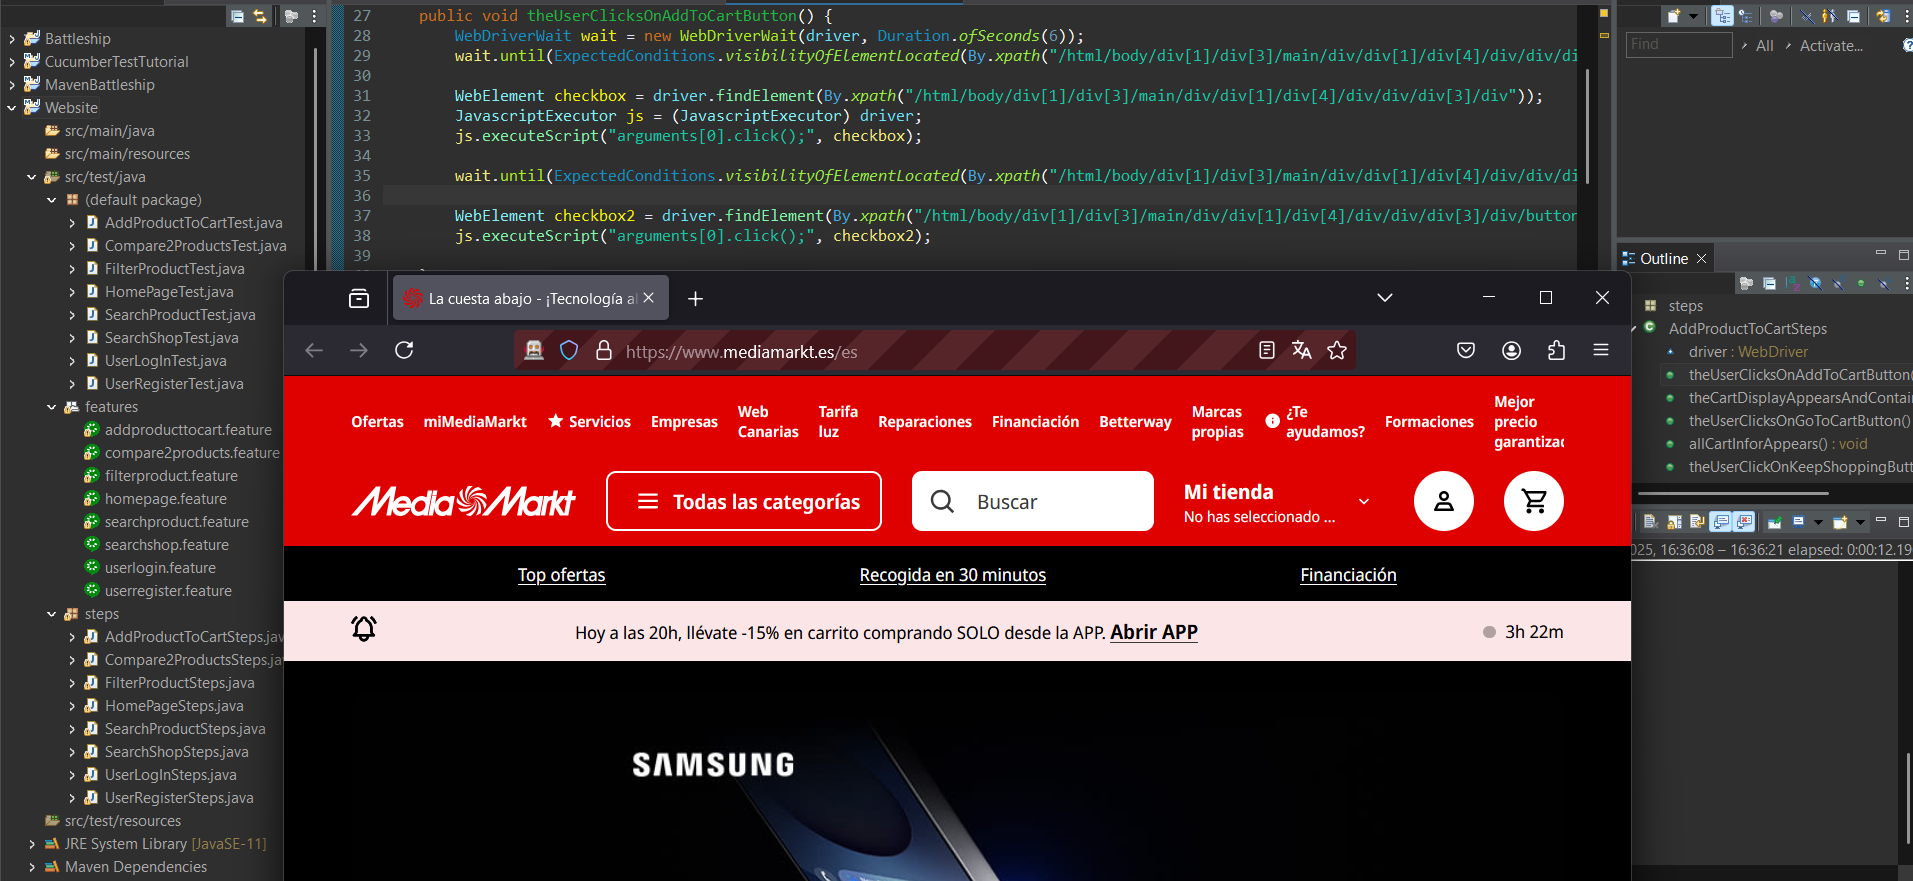 Battleship
CucumberTestTutorial
MavenBattleship
Website
src/main/java
src/main/resources
src/test/java
(default package)
AddProductToCartTest.java
Compare2ProductsTest.java
FilterProductTest.java
HomePageTest.java
SearchProductTest.java
SearchShopTest.java
UserLogInTest.java
UserRegisterTest.java
features
addproducttocart.feature
compare2products.feature
filterproduct.feature
homepage.feature
searchproduct.feature
searchshop.feature
userlogin.feature
userregister.feature
steps
AddProductToCartSteps.jav
Compare2ProductsSteps.ja
FilterProductSteps.java
HomePageSteps.java
SearchProductSteps.java
SearchShopSteps.java
UserLogInSteps.java
UserRegisterSteps.java
src/test/resources
JRE System Library [JavaSE-11]
Maven Dependencies
27 public void theUserClicksOnAddToCartButton() {
28 WebDriverWait wait = new WebDriverWait(driver, Duration.ofSeconds(6));
29 wait.until(ExpectedConditions.visibilityOfElementLocated(By.xpath("/html/body/div[1]/div[3]/main/div/div[1]/div[4]/div/div/di
30
31 WebElement checkbox = driver.findElement(By.xpath("/html/body/div[1]/div[3]/main/div/div[1]/div[4]/div/div/div[3]/div"));
32 JavascriptExecutor js = (JavascriptExecutor) driver;
33 js.executeScript("arguments[0].click();", checkbox);
34
35 wait.until(ExpectedConditions.visibilityOfElementLocated(By.xpath("/html/body/div[1]/div[3]/main/div/div[1]/div[4]/div/div/di
36
37 WebElement checkbox2 = driver.findElement(By.xpath("/html/body/div[1]/div[3]/main/div/div[1]/div[4]/div/div/div[3]/div/button
38 js.executeScript("arguments[0].click();", checkbox2);
39
La cuesta abajo - ¡Tecnología al
https://www.mediamarkt.es/es
Ofertas
miMediaMarkt
Servicios
Empresas
Web Canarias
Tarifa luz
Reparaciones
Financiación
Betterway
Marcas propias
¿Te ayudamos?
Formaciones
Mejor precio garantizad
MediaMarkt
Todas las categorías
Buscar
Mi tienda
No has seleccionado ...
Top ofertas
Recogida en 30 minutos
Financiación
Hoy a las 20h, llévate -15% en carrito comprando SOLO desde la APP. Abrir APP
3h 22m
SAMSUNG
Find
All
Activate...
Outline
steps
AddProductToCartSteps
driver : WebDriver
theUserClicksOnAddToCartButton(
theCartDisplayAppearsAndContai
theUserClicksOnGoToCartButton()
allCartInforAppears() : void
theUserClickOnKeepShoppingButt
025, 16:36:08 – 16:36:21 elapsed: 0:00:12.19